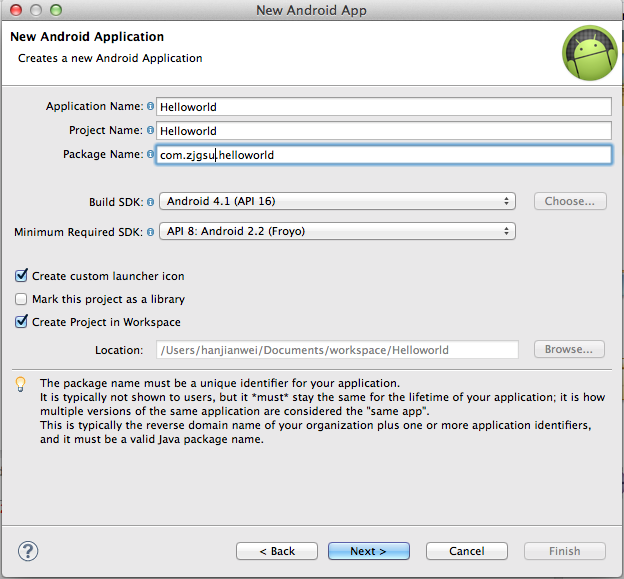 New Android App
New Android Application
Creates a new Android Application
Application Name: Helloworld
Project Name: Helloworld
Package Name: com.zjgsu.helloworld
Build SDK: Android 4.1 (API 16) Choose...
Minimum Required SDK: API 8: Android 2.2 (Froyo)
Create custom launcher icon
Mark this project as a library
Create Project in Workspace
Location: /Users/hanjianwei/Documents/workspace/Helloworld Browse...
The package name must be a unique identifier for your application.
It is typically not shown to users, but it *must* stay the same for the lifetime of your application; it is how
multiple versions of the same application are considered the "same app".
This is typically the reverse domain name of your organization plus one or more application identifiers,
and it must be a valid Java package name.
? < Back Next > Cancel Finish